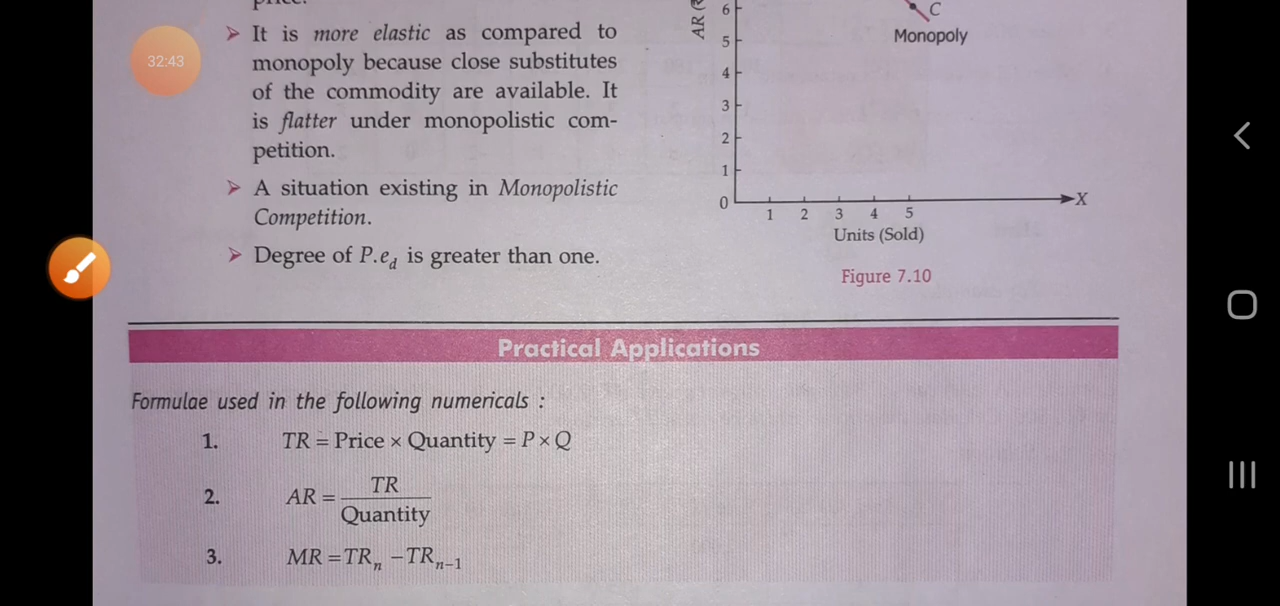 price.
➤ It is more elastic as compared to
monopoly because close substitutes
of the commodity are available. It
is flatter under monopolistic com-
petition.
➤ A situation existing in Monopolistic
Competition.
➤ Degree of P.e_d is greater than one.
32:43
AR (₹
6
5
4
3
2
1
0
C
Monopoly
1 2 3 4 5
X
Units (Sold)
Figure 7.10
Practical Applications
Formulae used in the following numericals :
1. TR = Price × Quantity = P × Q
2. AR = TR / Quantity
3. MR = TR_n − TR_{n−1}